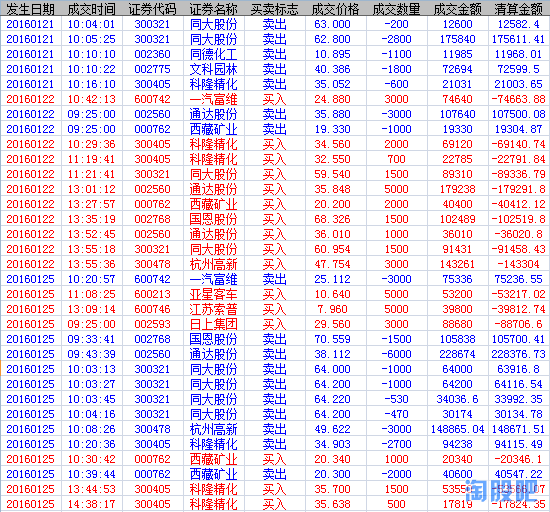 发生日期 成交时间 证券代码 证券名称 买卖标志 成交价格 成交数量 成交金额 清算金额
20160121 10:04:01 300321 同大股份 卖出 63.000 -200 12600 12582.4
20160121 10:05:25 300321 同大股份 卖出 62.800 -2800 175840 175611.41
20160121 10:10:10 002360 同德化工 卖出 10.895 -1100 11985 11968.01
20160121 10:10:22 002775 文科园林 卖出 40.386 -1800 72694 72599.5
20160121 10:16:10 300405 科隆精化 卖出 35.052 -600 21031 21003.65
20160122 10:42:13 600742 一汽富维 买入 24.880 3000 74640 -74663.88
20160122 09:25:00 002560 通达股份 卖出 35.880 -3000 107640 107500.08
20160122 09:25:00 000762 西藏矿业 卖出 19.330 -1000 19330 19304.87
20160122 10:29:36 300405 科隆精化 买入 34.560 2000 69120 -69140.74
20160122 11:19:41 300405 科隆精化 买入 32.550 700 22785 -22791.84
20160122 11:21:41 300321 同大股份 买入 59.540 1500 89310 -89336.79
20160122 13:01:12 002560 通达股份 买入 35.848 5000 179238 -179291.8
20160122 13:27:57 000762 西藏矿业 买入 20.200 2000 40400 -40412.12
20160122 13:35:19 002768 国恩股份 买入 68.326 1500 102489 -102519.8
20160122 13:52:45 002560 通达股份 买入 36.010 1000 36010 -36020.8
20160122 13:55:18 300321 同大股份 买入 60.954 1500 91431 -91458.43
20160122 13:55:36 300478 杭州高新 买入 47.754 3000 143261 -143304
20160125 10:20:57 600742 一汽富维 卖出 25.112 -3000 75336 75236.55
20160125 11:08:25 600213 亚星客车 买入 10.640 5000 53200 -53217.02
20160125 13:09:14 600746 江苏索普 买入 7.960 5000 39800 -39812.74
20160125 09:25:00 002593 日上集团 买入 29.560 3000 88680 -88706.6
20160125 09:33:41 002768 国恩股份 卖出 70.559 -1500 105838 105700.41
20160125 09:43:39 002560 通达股份 卖出 38.112 -6000 228674 228376.73
20160125 10:03:13 300321 同大股份 卖出 64.000 -1000 64000 63916.8
20160125 10:03:27 300321 同大股份 卖出 64.200 -1000 64200 64116.54
20160125 10:03:45 300321 同大股份 卖出 64.220 -530 34036.6 33992.35
20160125 10:04:16 300321 同大股份 卖出 64.200 -470 30174 30134.78
20160125 10:08:26 300478 杭州高新 卖出 49.622 -3000 148865.04 148671.51
20160125 10:20:36 300405 科隆精化 卖出 34.903 -2700 94238 94115.49
20160125 10:30:42 000762 西藏矿业 买入 20.340 1000 20340 -20346.1
20160125 10:39:44 000762 西藏矿业 卖出 20.300 -2000 40600 40547.22
20160125 13:44:53 300405 科隆精化 买入 35.700 1500
20160125 14:38:17 300405 科隆精化 买入 35.638 500 17819 -17824.35
淘股吧